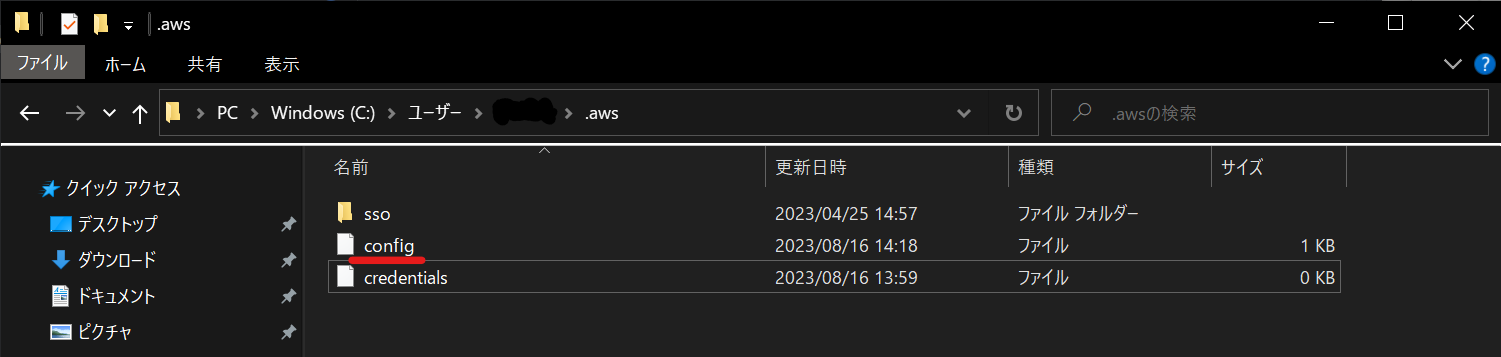 .aws
ファイル ホーム 共有 表示
PC Windows (C:) ユーザー .aws .awsの検索
名前 更新日時 種類 サイズ
クイック アクセス
デスクトップ
ダウンロード
ドキュメント
ピクチャ
sso 2023/04/25 14:57 ファイル フォルダー
config 2023/08/16 14:18 ファイル 1 KB
credentials 2023/08/16 13:59 ファイル 0 KB